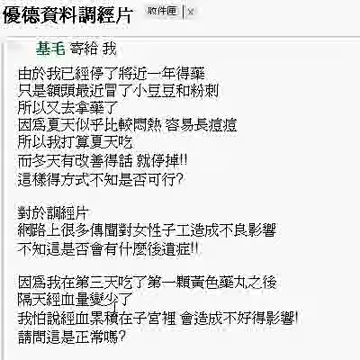 優德資料調經片 收件匣 x
基毛 寄給 我
由於我已經停了將近一年得藥
只是額頭最近冒了小豆豆和粉刺
所以又去拿藥了
因為夏天似乎比較悶熱 容易長痘痘
所以我打算夏天吃
而冬天有改善得話 就停掉!!
這樣得方式不知是否可行?
對於調經片
網路上很多傳聞對女性子工造成不良影響
不知這是否會有什麼後遺症!!
因為我在第三天吃了第一顆黃色藥丸之後
隔天經血量變少了
我怕說經血累積在子宮裡 會造成不好得影響!
請問這是正常嗎?